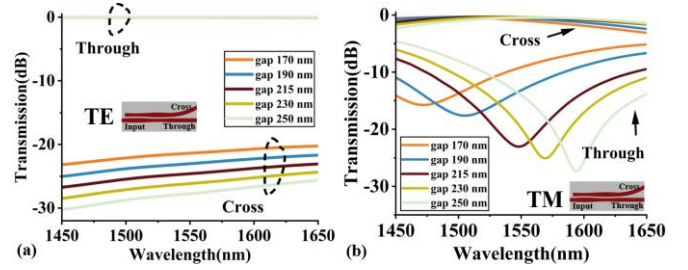 0
-10
-20
-30
Transmission(dB)
Through
TE
Cross
Input
Through
gap 170 nm
gap 190 nm
gap 215 nm
gap 230 nm
gap 250 nm
Cross
(a)
1450
1500
1550
1600
1650
Wavelength(nm)
0
-10
-20
-30
Transmission(dB)
Cross
Through
gap 170 nm
gap 190 nm
gap 215 nm
gap 230 nm
gap 250 nm
TM
Cross
Input
Through
(b)
1450
1500
1550
1600
1650
Wavelength(nm)